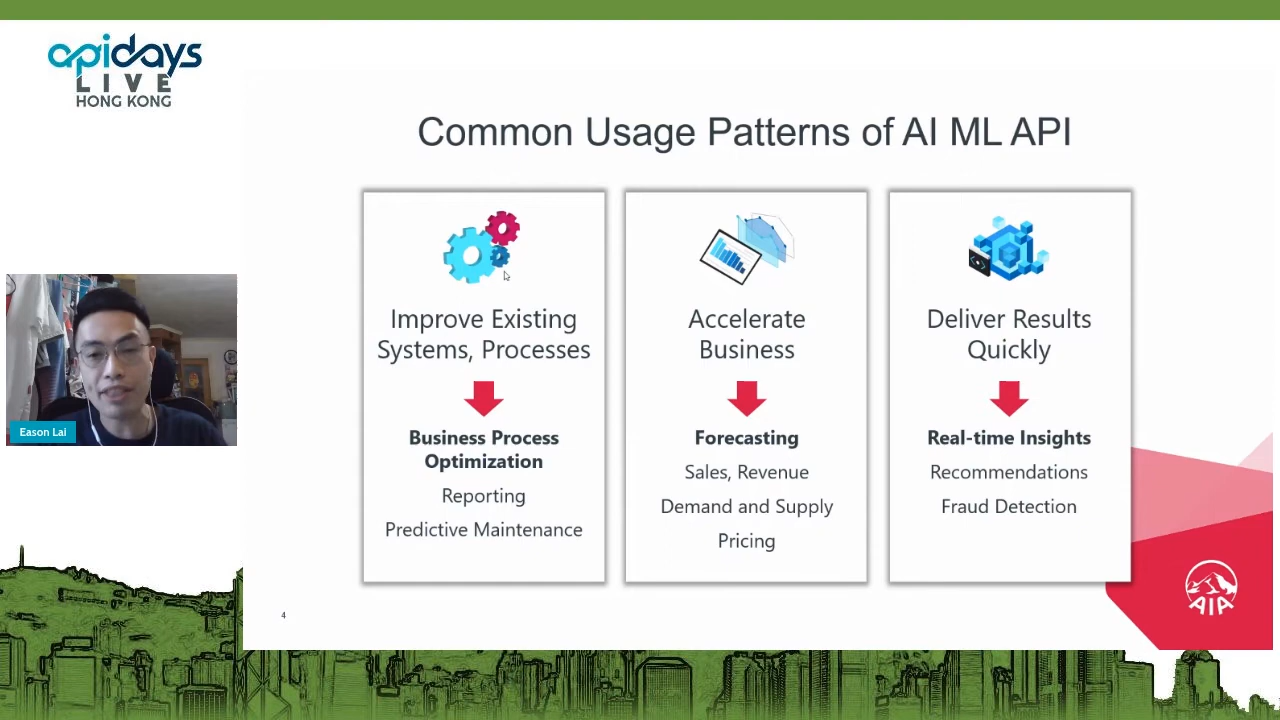 apidays
LIVE
HONG KONG
Common Usage Patterns of AI ML API
Improve Existing
Systems, Processes
Business Process
Optimization
Reporting
Predictive Maintenance
Accelerate
Business
Forecasting
Sales, Revenue
Demand and Supply
Pricing
Deliver Results
Quickly
Real-time Insights
Recommendations
Fraud Detection
Eason Lai
4
AIA